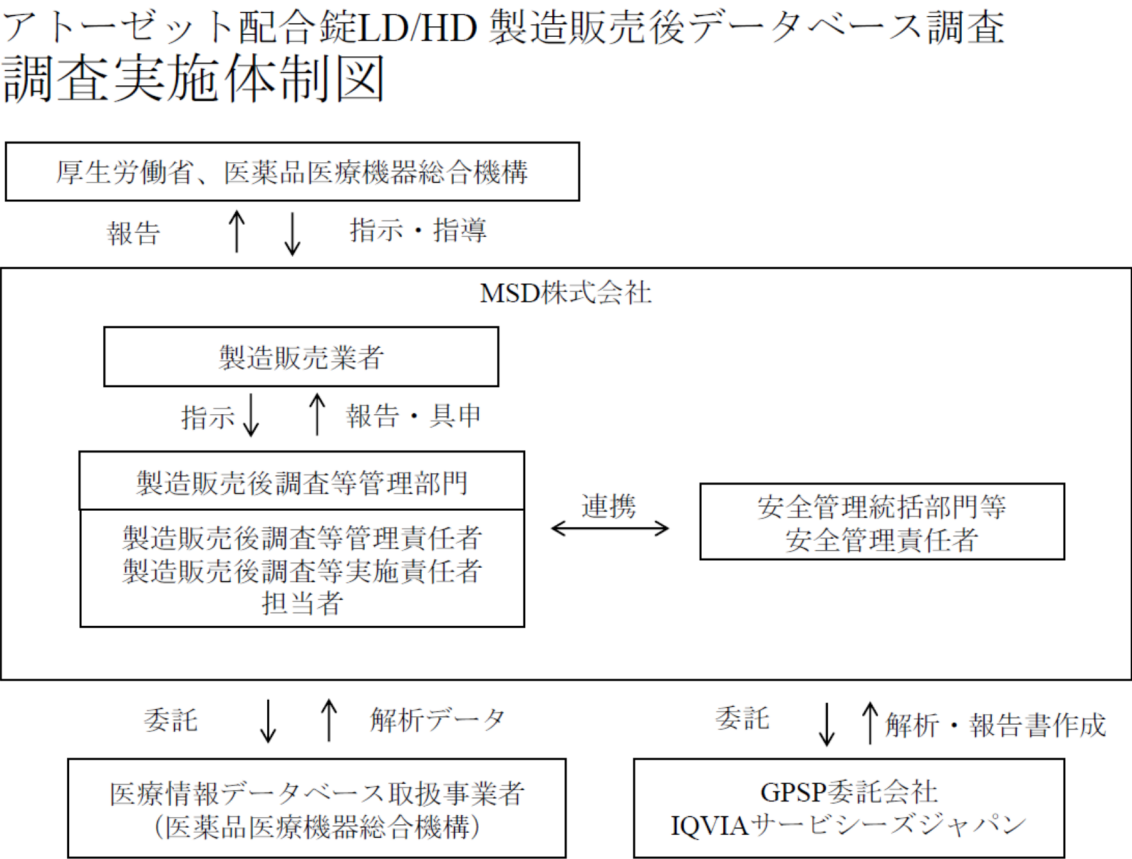 アトーゼット配合錠LD/HD 製造販売後データベース調査
調査実施体制図
厚生労働省、医薬品医療機器総合機構
報告
指示・指導
MSD株式会社
製造販売業者
指示
報告・具申
製造販売後調査等管理部門
製造販売後調査等管理責任者
製造販売後調査等実施責任者
担当者
連携
安全管理統括部門等
安全管理責任者
委託
解析データ
委託
解析・報告書作成
医療情報データベース取扱事業者
（医薬品医療機器総合機構）
GPSP委託会社
IQVIAサービシーズジャパン